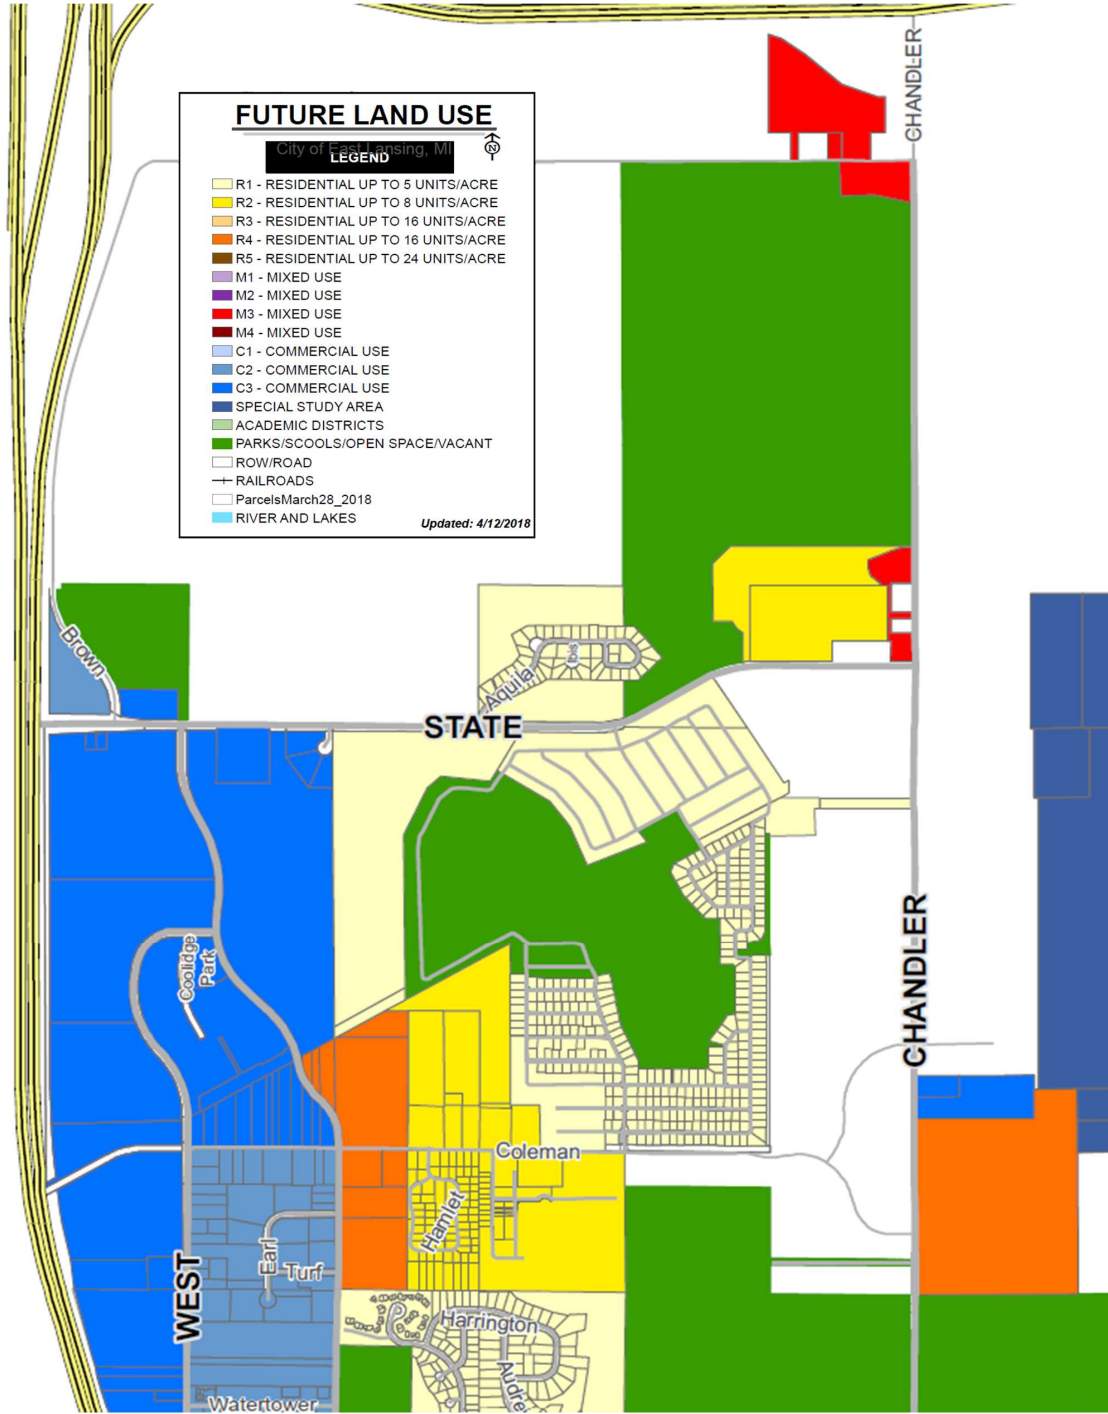 CHANDLER
FUTURE LAND USE
City of East Lansing, MI
N
LEGEND
R1 - RESIDENTIAL UP TO 5 UNITS/ACRE
R2 - RESIDENTIAL UP TO 8 UNITS/ACRE
R3 - RESIDENTIAL UP TO 16 UNITS/ACRE
R4 - RESIDENTIAL UP TO 16 UNITS/ACRE
R5 - RESIDENTIAL UP TO 24 UNITS/ACRE
M1 - MIXED USE
M2 - MIXED USE
M3 - MIXED USE
M4 - MIXED USE
C1 - COMMERCIAL USE
C2 - COMMERCIAL USE
C3 - COMMERCIAL USE
SPECIAL STUDY AREA
ACADEMIC DISTRICTS
PARKS/SCOOLS/OPEN SPACE/VACANT
ROW/ROAD
RAILROADS
ParcelsMarch28_2018
RIVER AND LAKES
Updated: 4/12/2018
Brown
Ibis
Aquila
STATE
Coolidge
Park
CHANDLER
Coleman
Hamlet
Earl
Turf
WEST
Harrington
Audre
Watertower